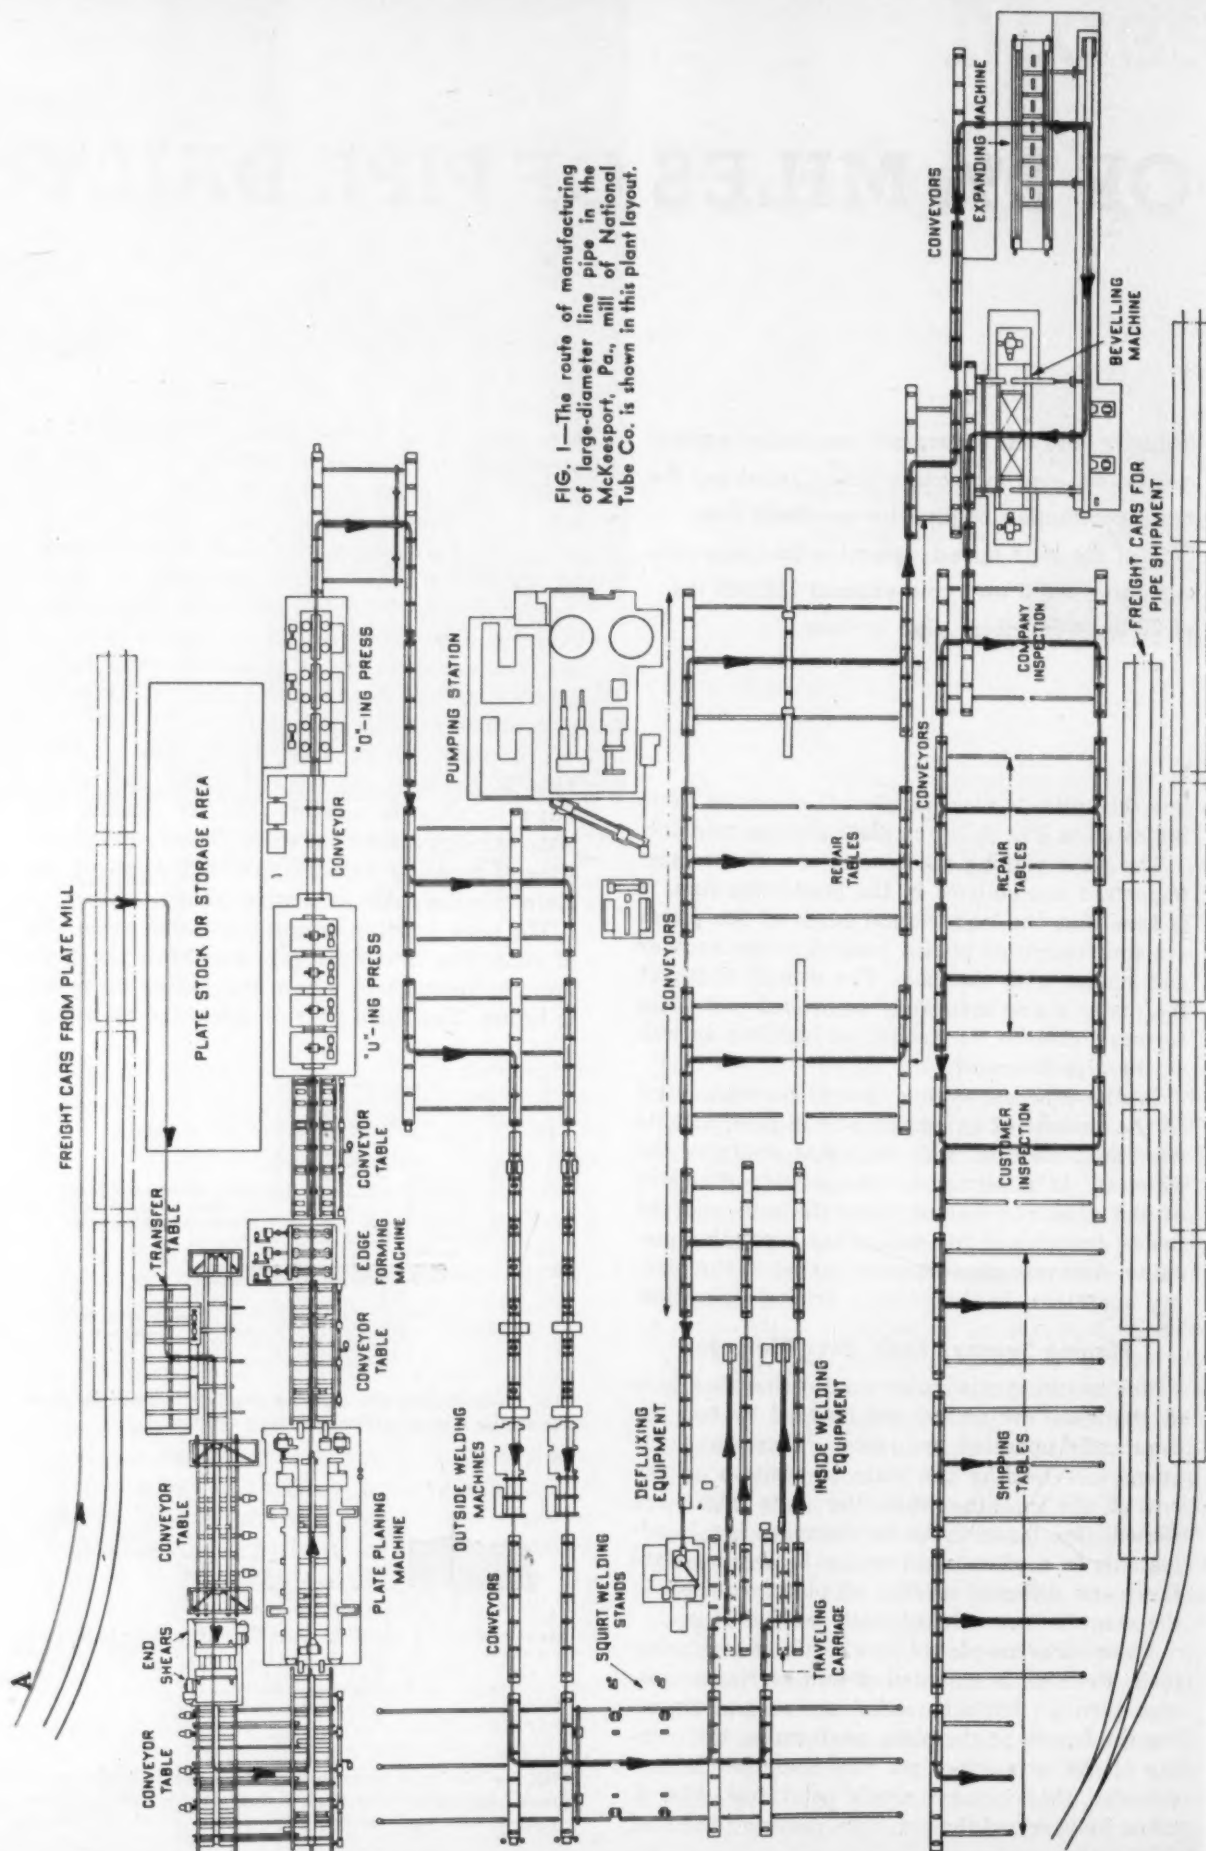 A
FREIGHT CARS FROM PLATE MILL
PLATE STOCK OR STORAGE AREA
TRANSFER
TABLE
CONVEYOR
TABLE
END
SHEARS
CONVEYOR
TABLE
PLATE PLANING
MACHINE
CONVEYOR
TABLE
EDGE
FORMING
MACHINE
CONVEYOR
TABLE
"U"-ING PRESS
CONVEYOR
"O"-ING PRESS
OUTSIDE WELDING
MACHINES
CONVEYORS
SQUIRT WELDING
STANDS
PUMPING STATION
FIG. 1—The route of manufacturing
of large-diameter line pipe in the
McKeesport, Pa., mill of National
Tube Co. is shown in this plant layout.
DEFLUXING
EQUIPMENT
TRAVELING
CARRIAGE
INSIDE WELDING
EQUIPMENT
CONVEYORS
REPAIR
TABLES
CONVEYORS
CONVEYORS
EXPANDING MACHINE
BEVELLING
MACHINE
COMPANY
INSPECTION
REPAIR
TABLES
CUSTOMER
INSPECTION
SHIPPING
TABLES
FREIGHT CARS FOR
PIPE SHIPMENT